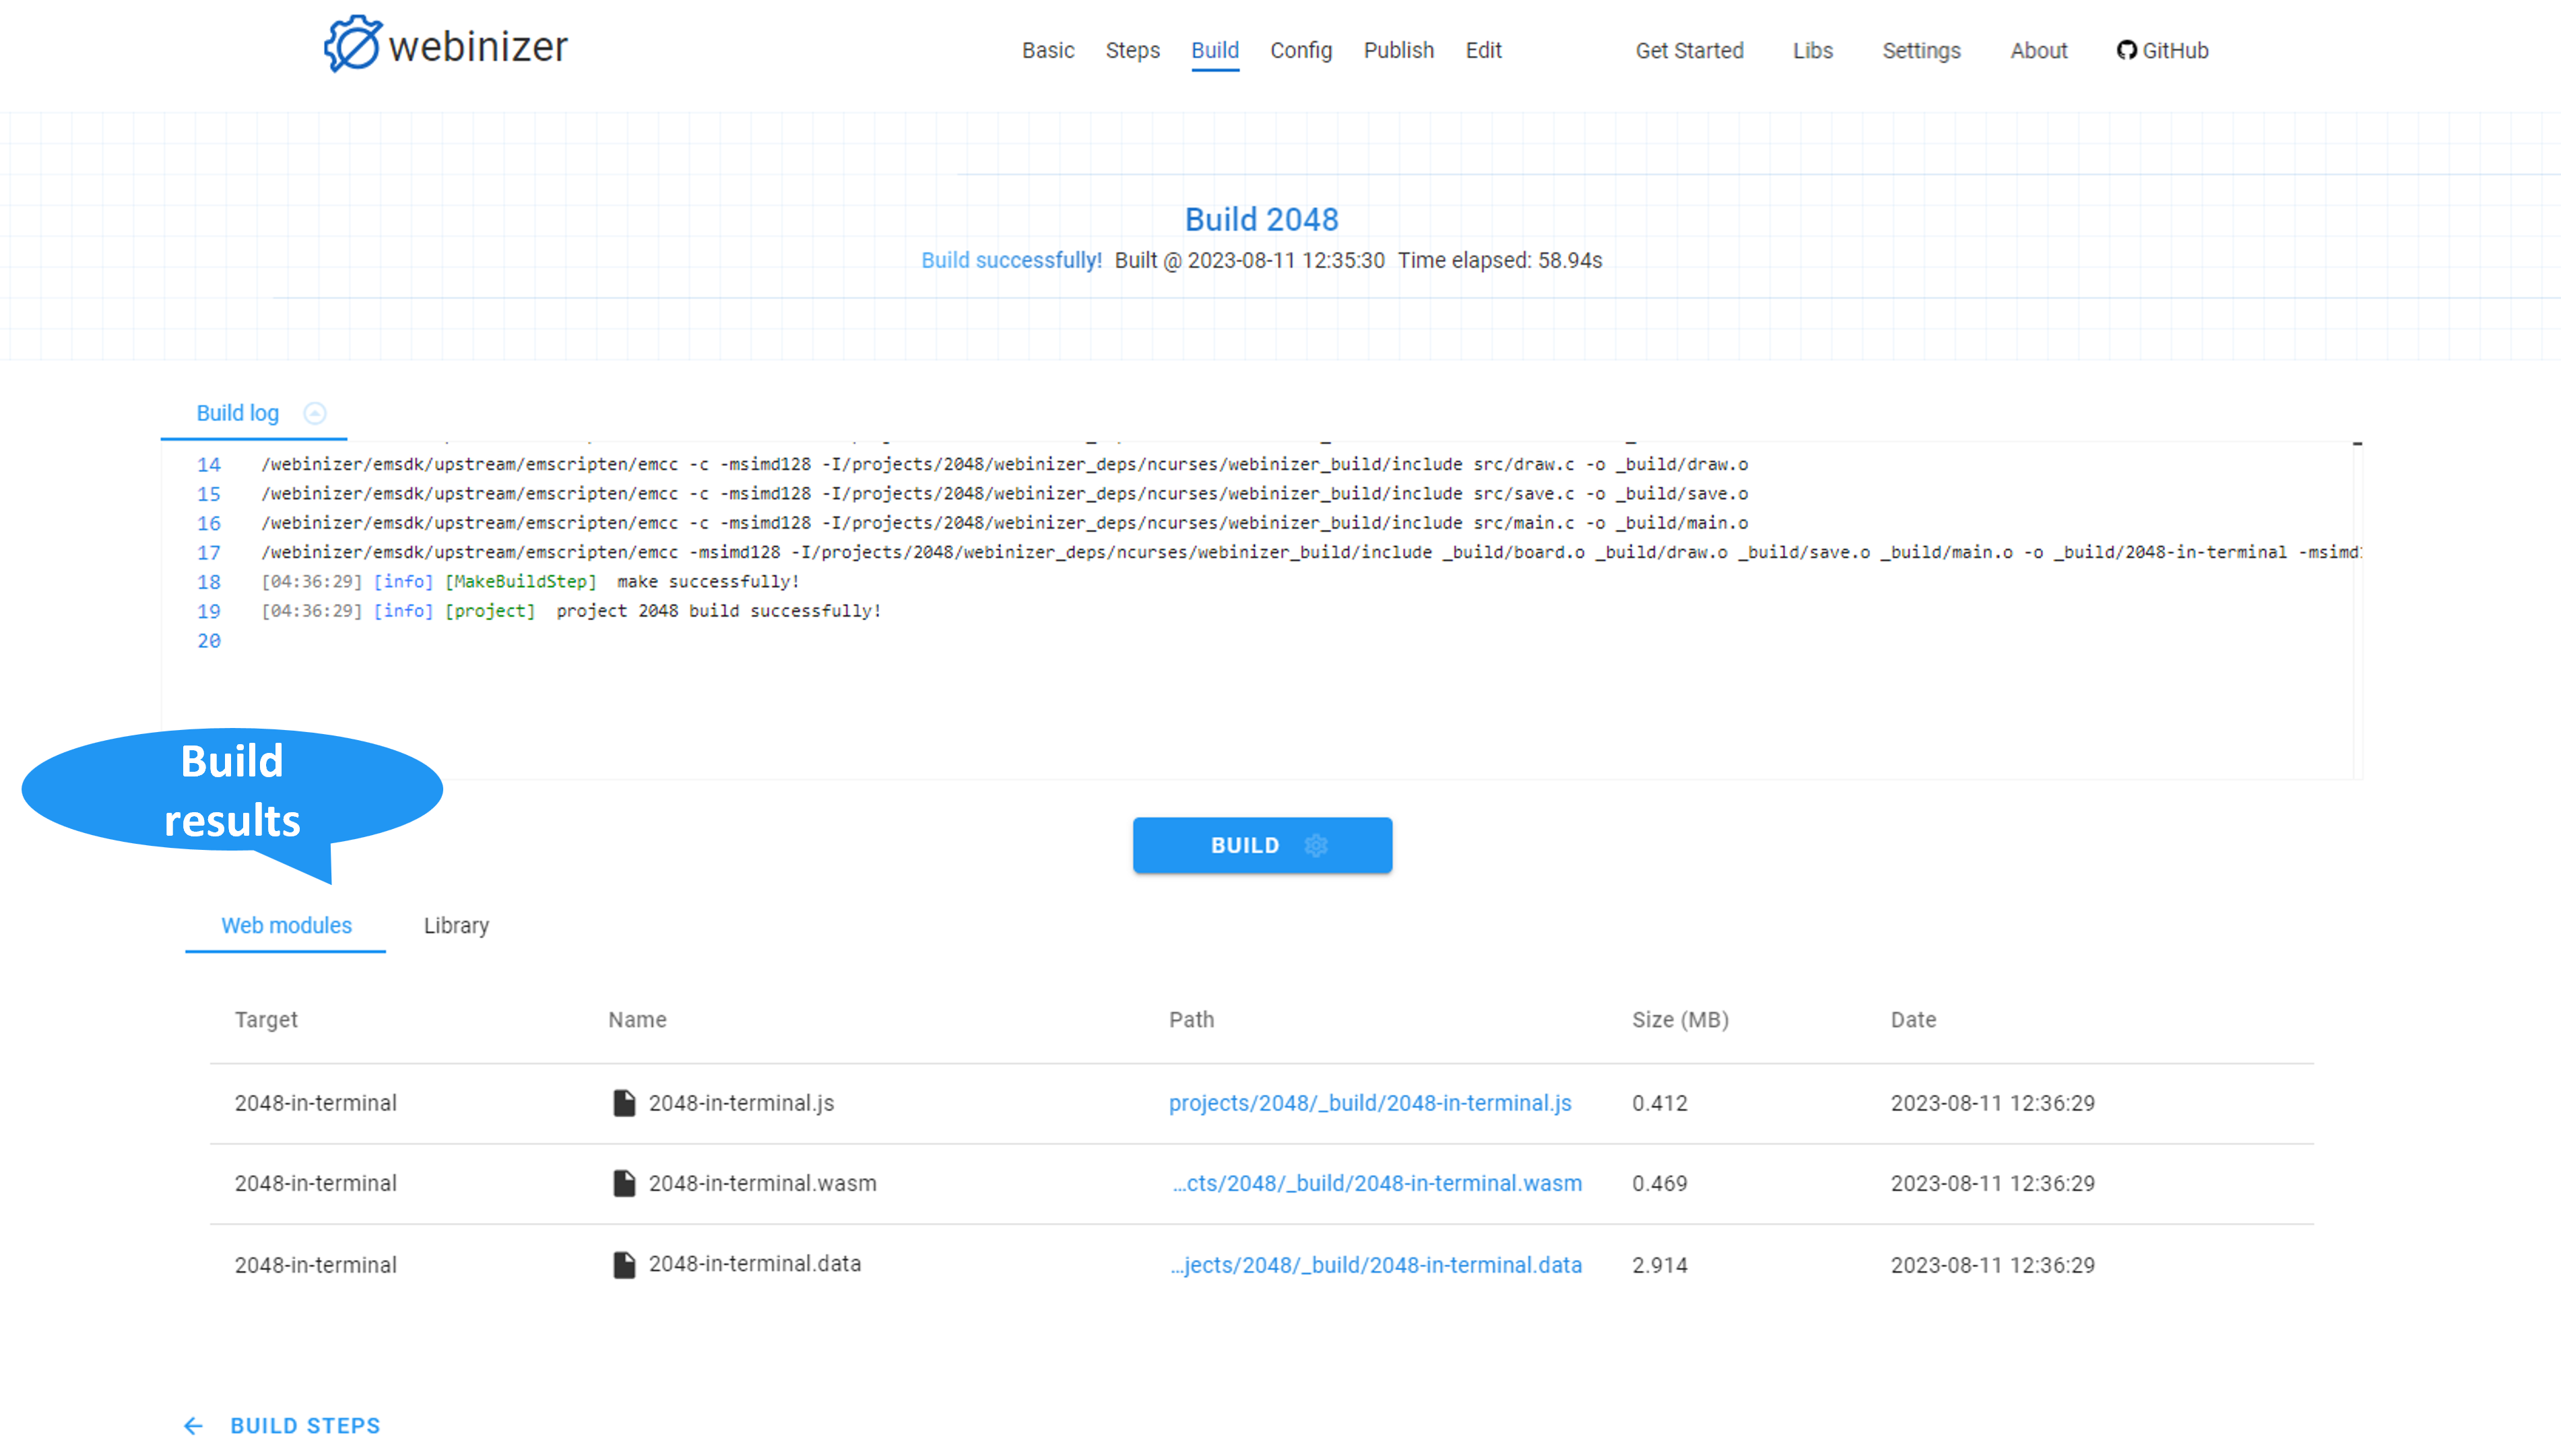 webinizer
Basic Steps Build Config Publish Edit Get Started Libs Settings About GitHub
Build 2048
Build successfully! Built @ 2023-08-11 12:35:30 Time elapsed: 58.94s
Build log
14 /webinizer/emsdk/upstream/emscripten/emcc -c -msimd128 -I/projects/2048/webinizer_deps/ncurses/webinizer_build/include src/draw.c -o _build/draw.o
15 /webinizer/emsdk/upstream/emscripten/emcc -c -msimd128 -I/projects/2048/webinizer_deps/ncurses/webinizer_build/include src/save.c -o _build/save.o
16 /webinizer/emsdk/upstream/emscripten/emcc -c -msimd128 -I/projects/2048/webinizer_deps/ncurses/webinizer_build/include src/main.c -o _build/main.o
17 /webinizer/emsdk/upstream/emscripten/emcc -msimd128 -I/projects/2048/webinizer_deps/ncurses/webinizer_build/include _build/board.o _build/draw.o _build/save.o _build/main.o -o _build/2048-in-terminal -msimd
18 [04:36:29] [info] [MakeBuildStep] make successfully!
19 [04:36:29] [info] [project] project 2048 build successfully!
20
Build
results
BUILD
Web modules Library
Target Name Path Size (MB) Date
2048-in-terminal 2048-in-terminal.js projects/2048/_build/2048-in-terminal.js 0.412 2023-08-11 12:36:29
2048-in-terminal 2048-in-terminal.wasm ...cts/2048/_build/2048-in-terminal.wasm 0.469 2023-08-11 12:36:29
2048-in-terminal 2048-in-terminal.data ...jects/2048/_build/2048-in-terminal.data 2.914 2023-08-11 12:36:29
BUILD STEPS